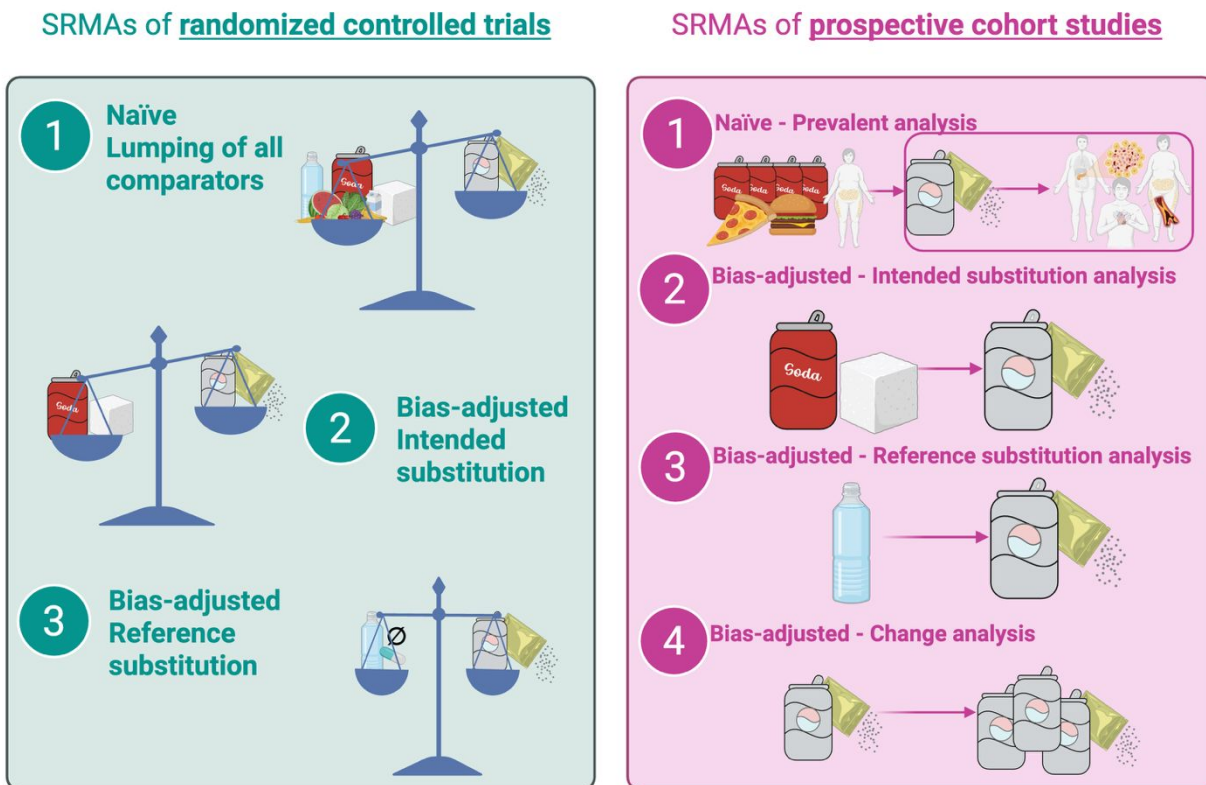 SRMAs of randomized controlled trials
1
Naïve
Lumping of all
comparators
Soda
Soda
2
Bias-adjusted
Intended
substitution
3
Bias-adjusted
Reference
substitution
Ø
SRMAs of prospective cohort studies
1
Naïve - Prevalent analysis
Soda Soda Soda Soda
2
Bias-adjusted - Intended substitution analysis
Soda
3
Bias-adjusted - Reference substitution analysis
4
Bias-adjusted - Change analysis